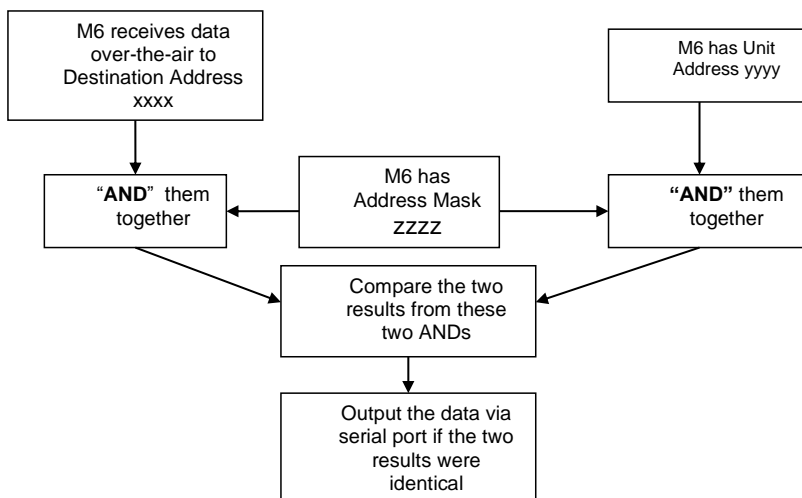 M6 receives data
over-the-air to
Destination Address
xxxx
M6 has Unit
Address yyyy
“AND” them
together
M6 has
Address Mask
zzzz
“AND” them
together
Compare the two
results from these
two ANDs
Output the data via
serial port if the two
results were
identical